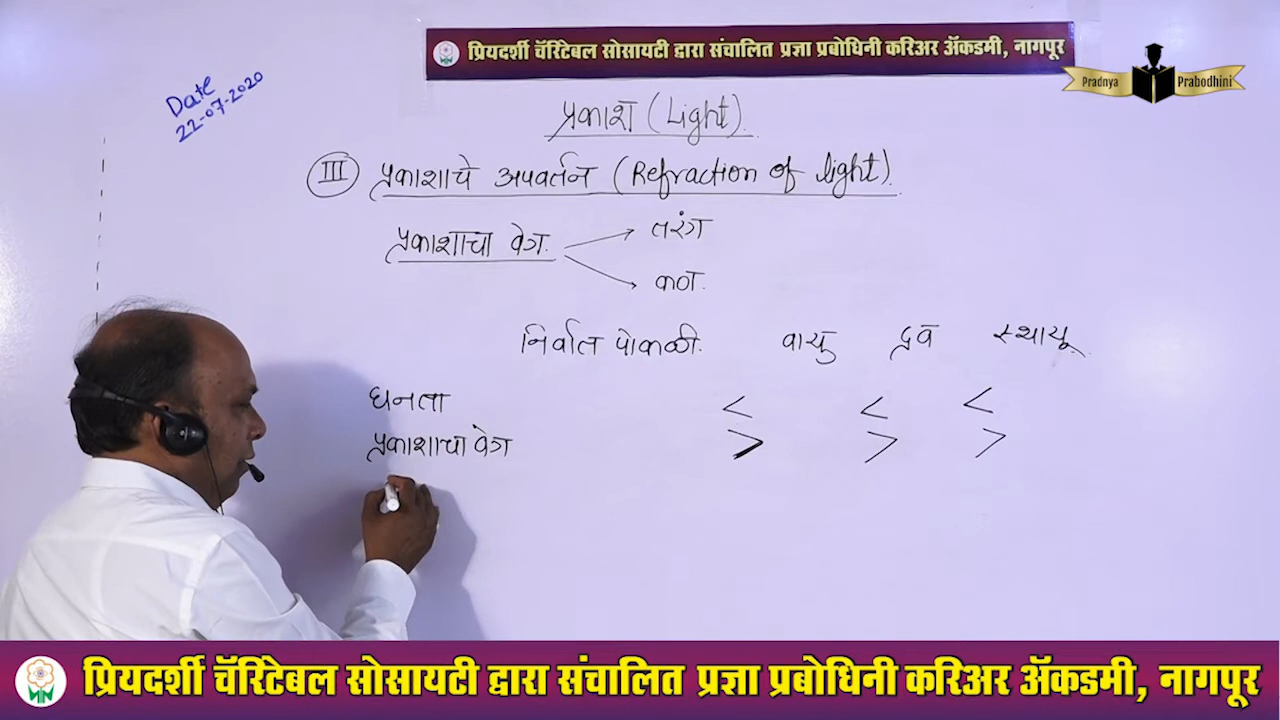 प्रियदर्शी चॅरिटेबल सोसायटी द्वारा संचालित प्रज्ञा प्रबोधिनी करिअर ॲकडमी, नागपूर
Pradnya Prabodhini
Date
22-07-2020
प्रकाश (Light).
III प्रकाशाचे अपवर्तन (Refraction of light).
प्रकाशाचा वेग. तरंग
कण.
निर्वात पोकळी. वायु द्रव स्थायू.
घनता < < <
प्रकाशाचा वेग > > >
प्रियदर्शी चॅरिटेबल सोसायटी द्वारा संचालित प्रज्ञा प्रबोधिनी करिअर ॲकडमी, नागपूर